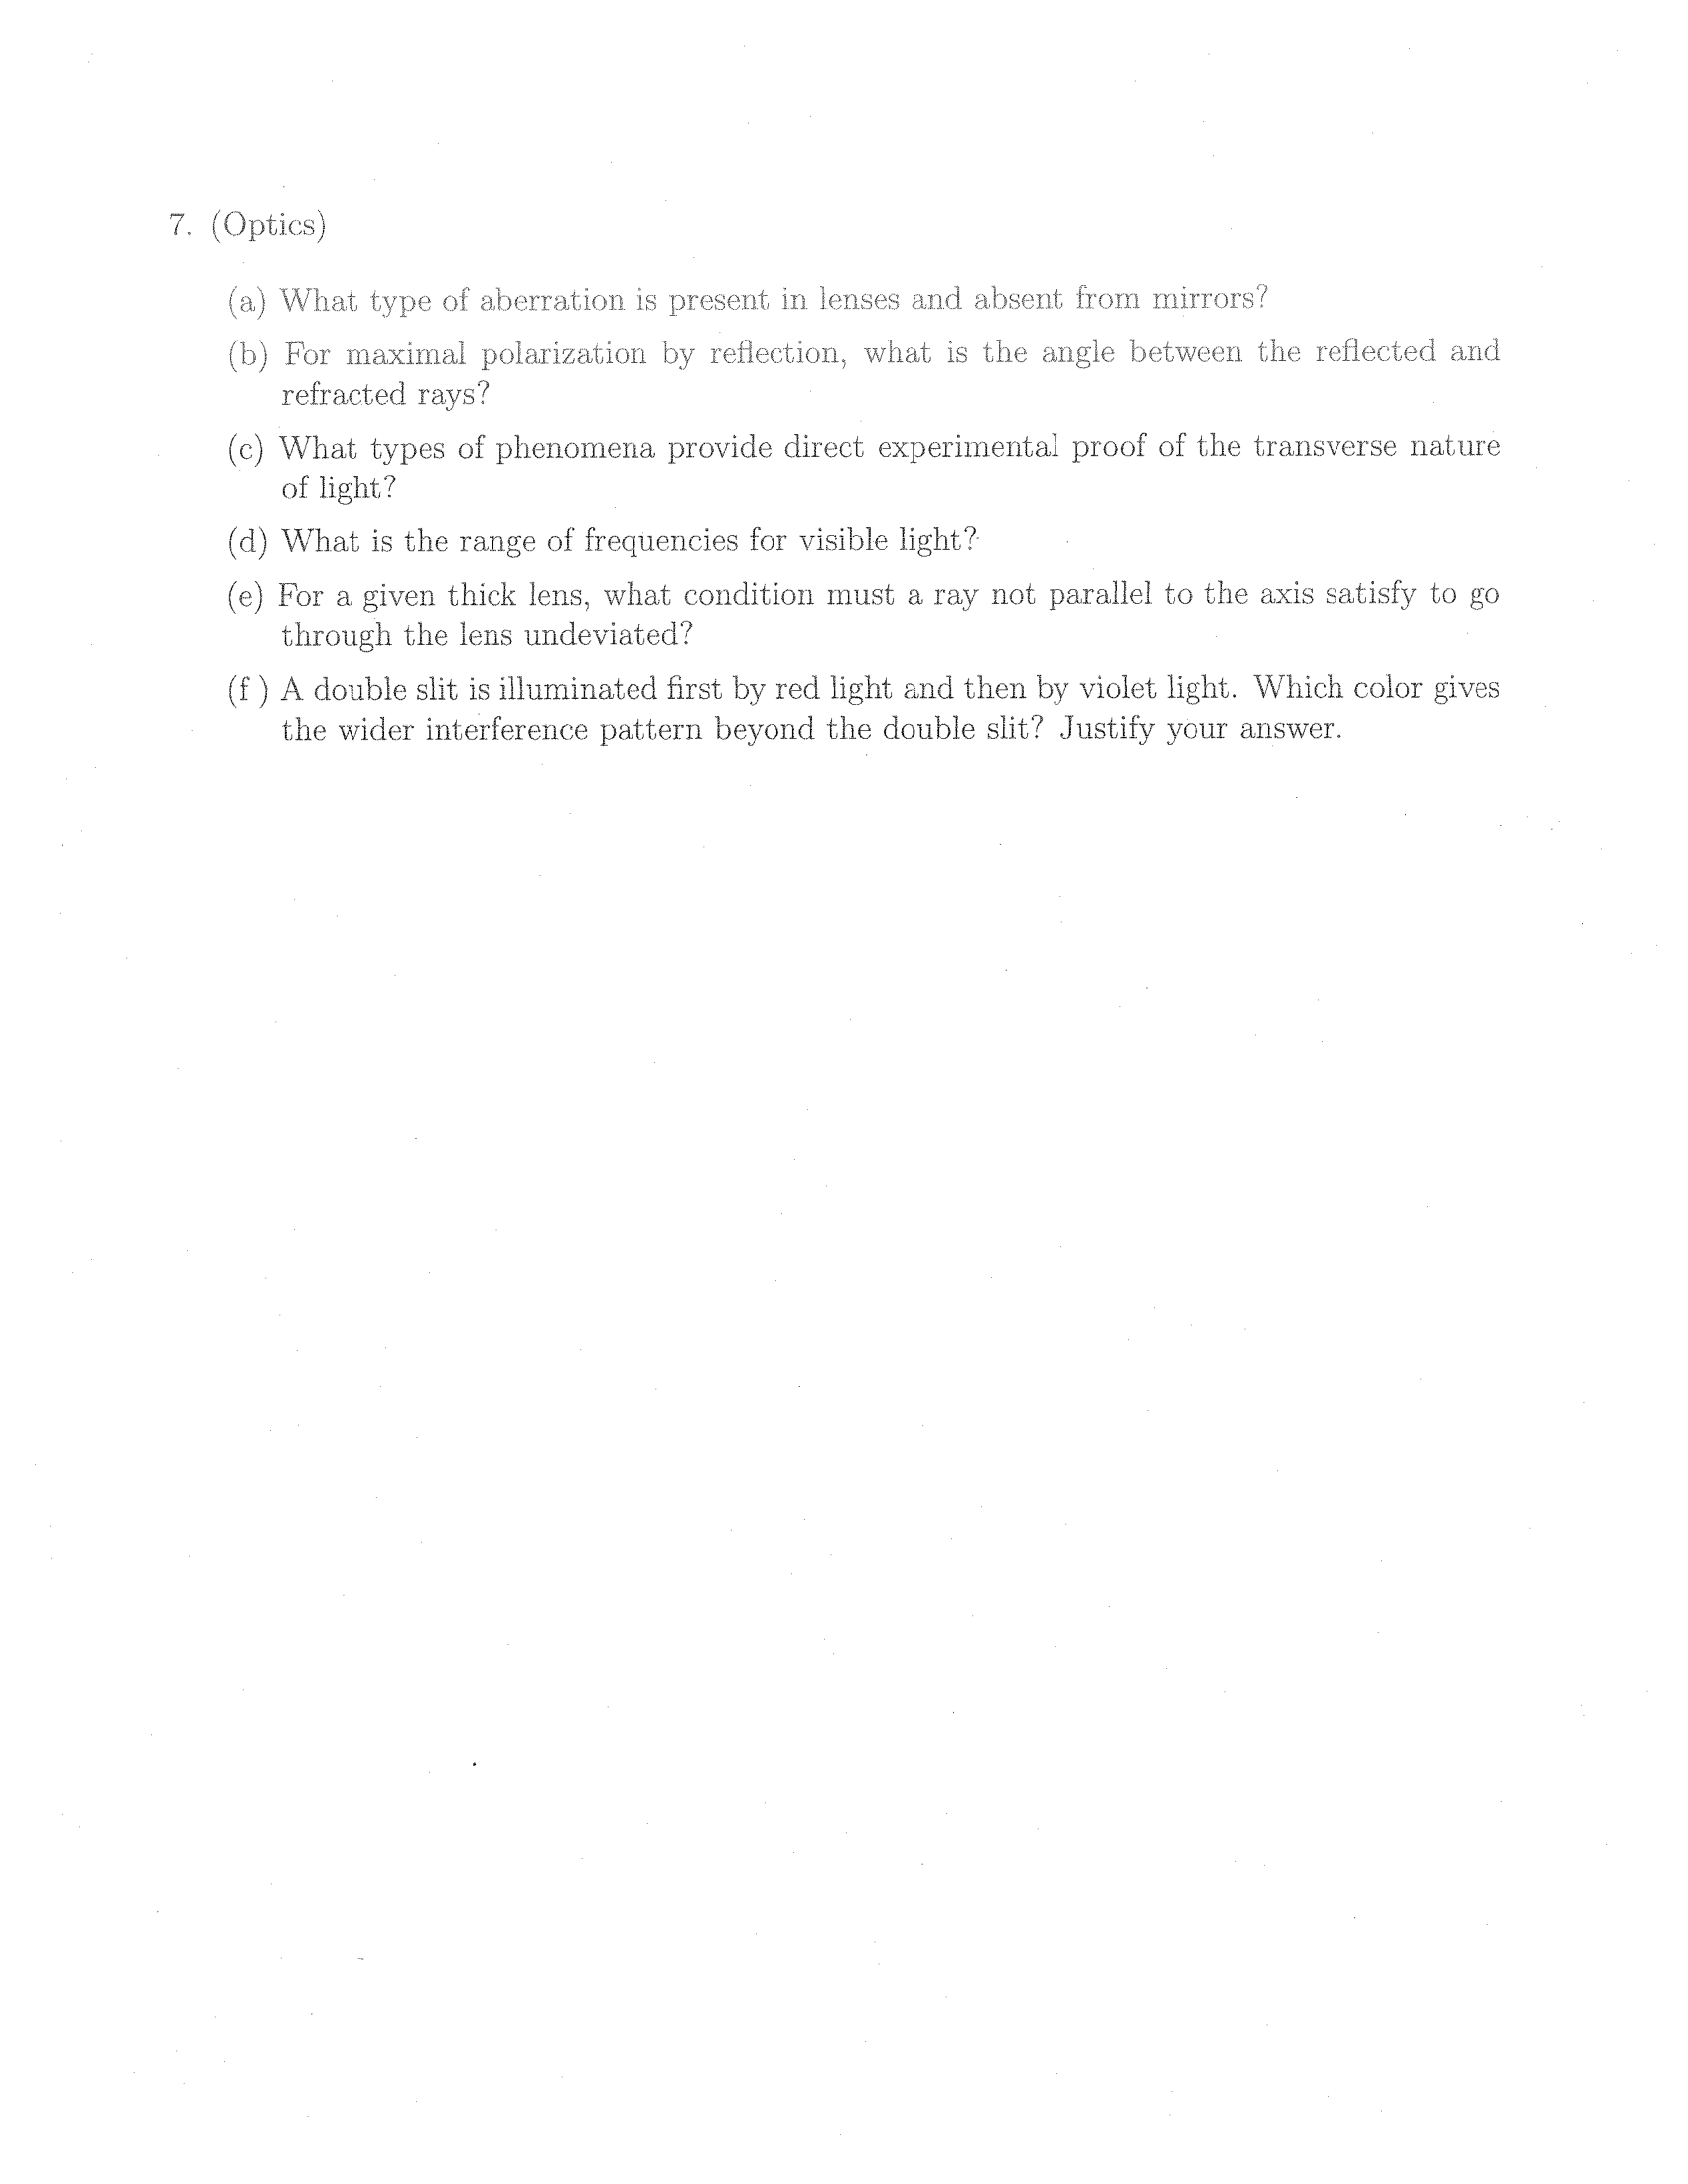 7. (Optics)
(a) What type of aberration is present in lenses and absent from mirrors?
(b) For maximal polarization by reflection, what is the angle between the reflected and
refracted rays?
(c) What types of phenomena provide direct experimental proof of the transverse nature
of light?
(d) What is the range of frequencies for visible light?
(e) For a given thick lens, what condition must a ray not parallel to the axis satisfy to go
through the lens undeviated?
(f ) A double slit is illuminated first by red light and then by violet light. Which color gives
the wider interference pattern beyond the double slit? Justify your answer.